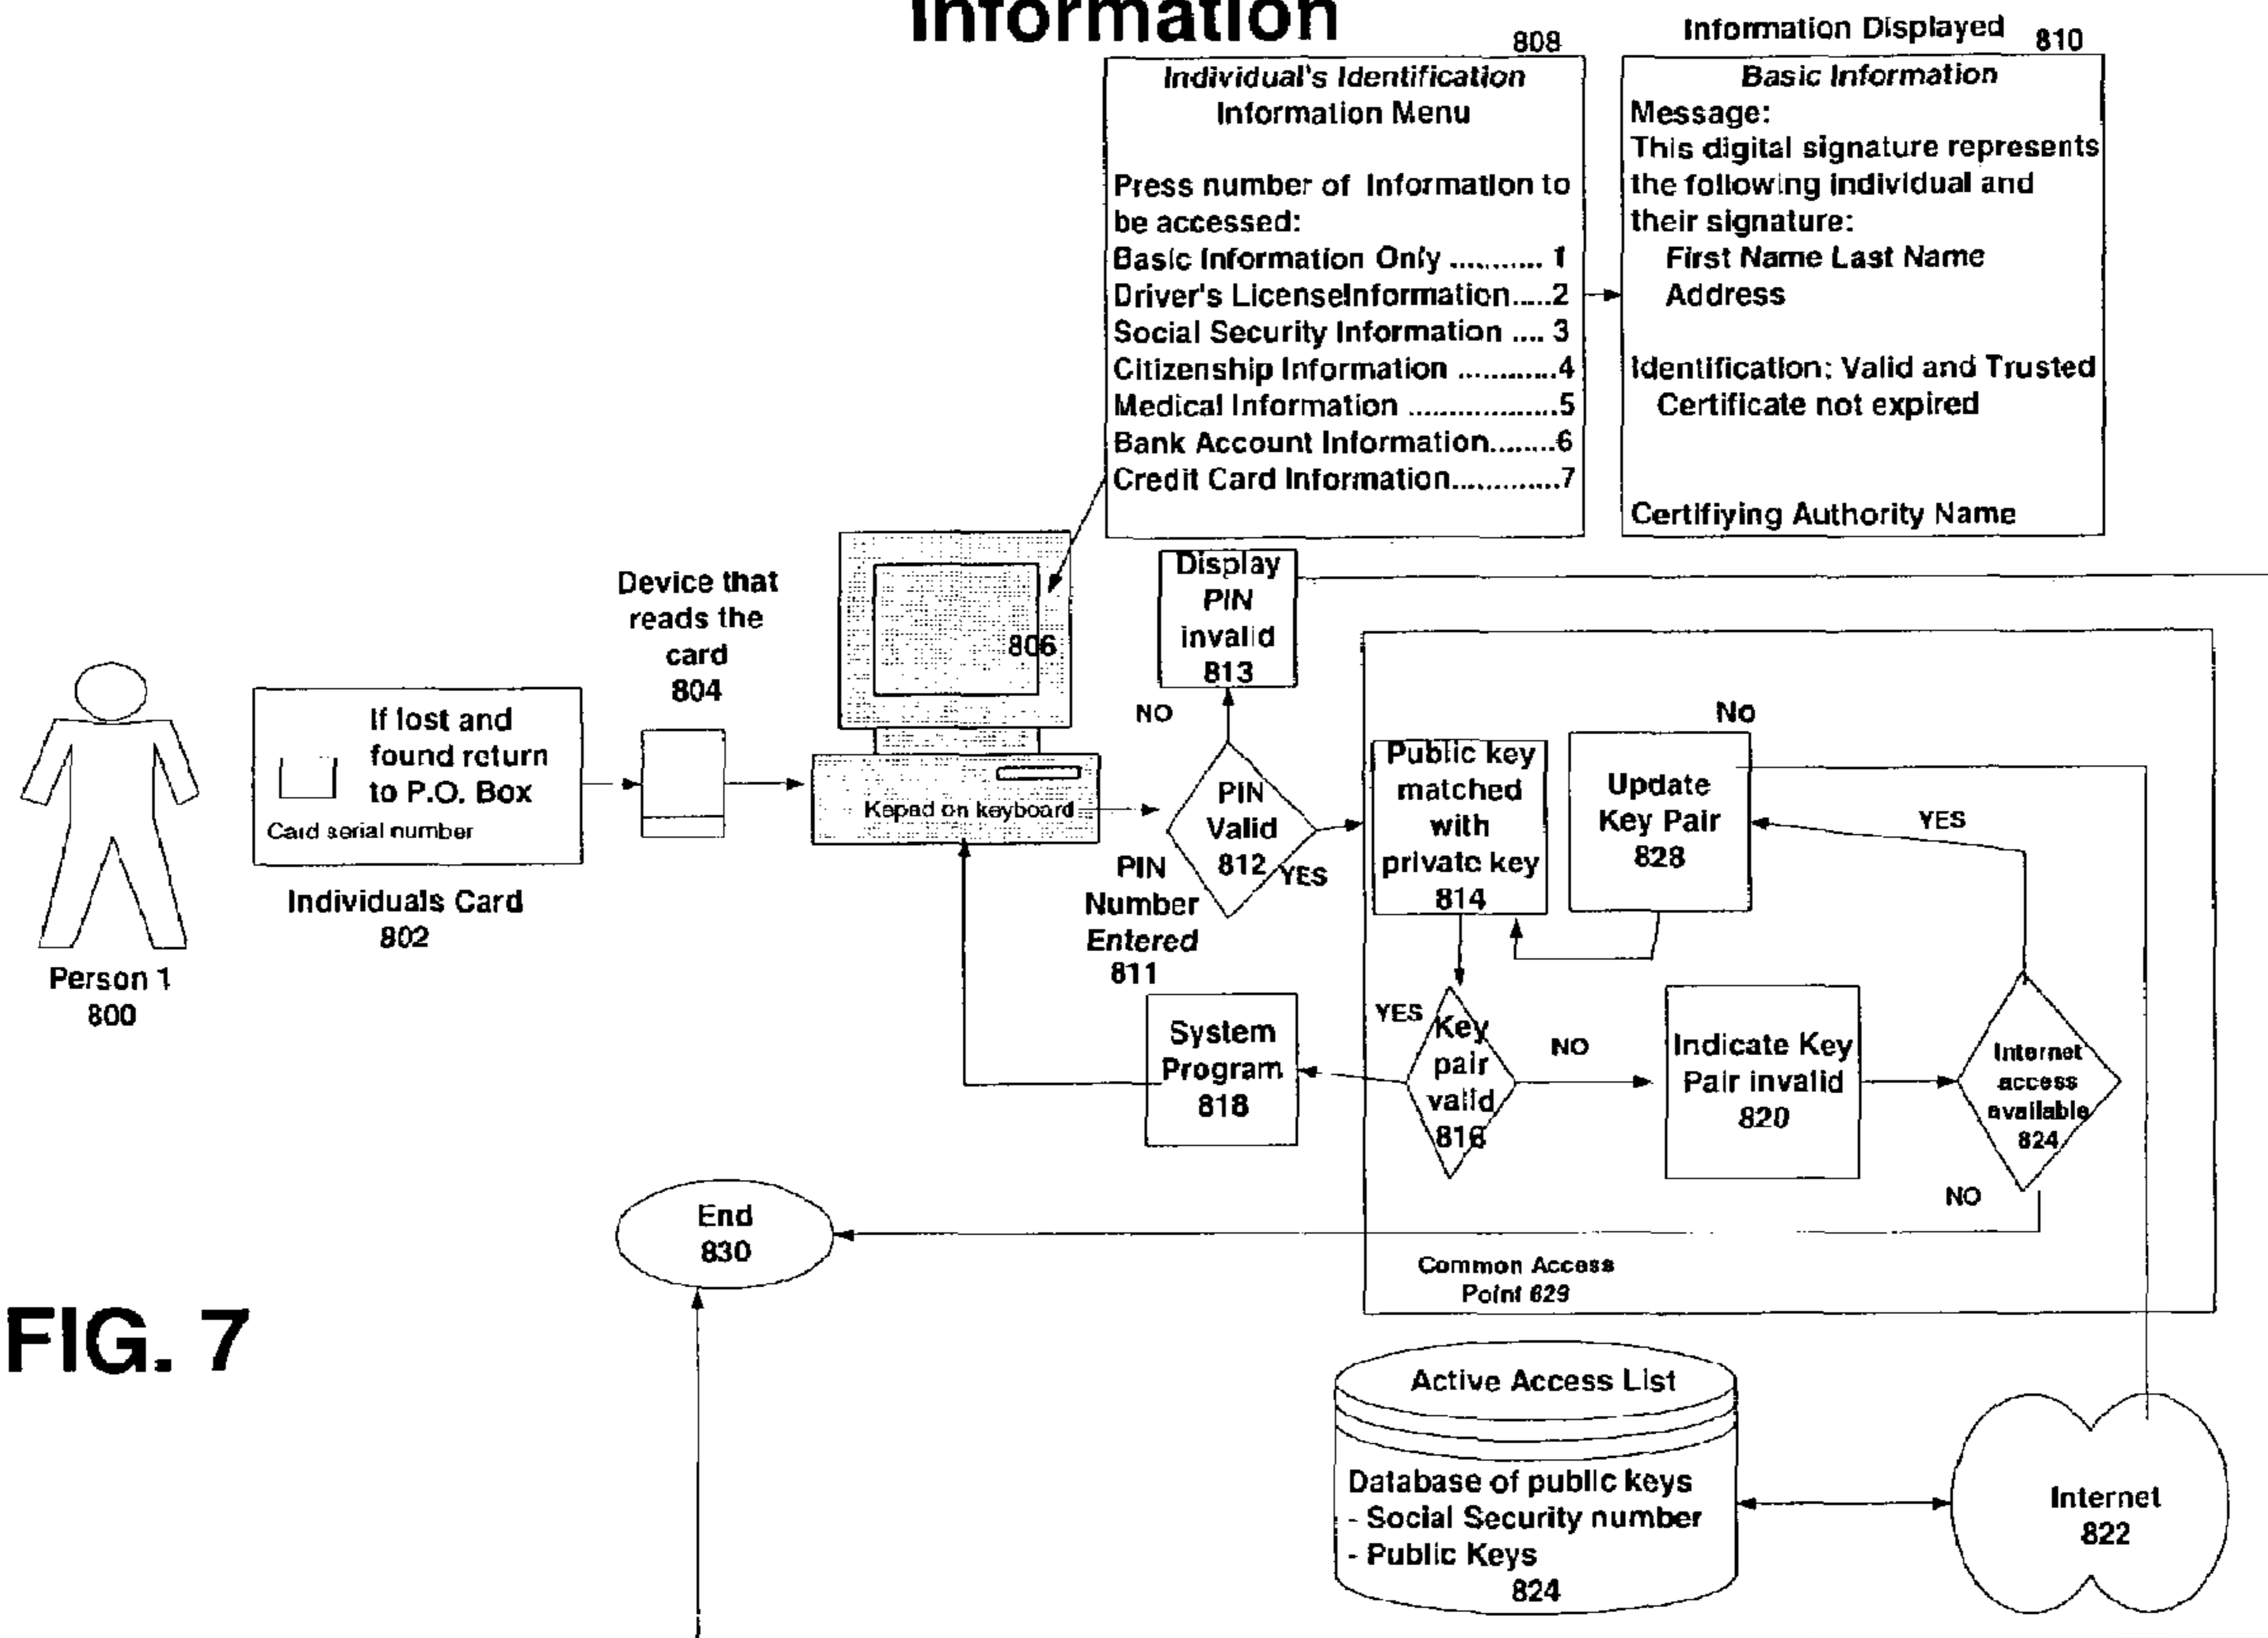 Information
808
Individual's Identification
Information Menu
Press number of Information to
be accessed:
Basic Information Only ........... 1
Driver's LicenseInformation.....2
Social Security Information .... 3
Citizenship Information ............4
Medical Information ..................5
Bank Account Information........6
Credit Card Information.............7
Information Displayed
810
Basic Information
Message:
This digital signature represents
the following individual and
their signature:
First Name Last Name
Address
Identification: Valid and Trusted
Certificate not expired
Certifiying Authority Name
Person 1
800
If lost and
found return
to P.O. Box
Card serial number
Individuals Card
802
Device that
reads the
card
804
806
Kepad on keyboard
PIN
Number
Entered
811
Display
PIN
invalid
813
NO
PIN
Valid
812
YES
Public key
matched
with
private key
814
No
Update
Key Pair
828
YES
YES
Key
pair
valid
816
NO
System
Program
818
Indicate Key
Pair invalid
820
Internet
access
available
824
NO
End
830
Common Access
Point 829
FIG. 7
Active Access List
Database of public keys
- Social Security number
- Public Keys
824
Internet
822